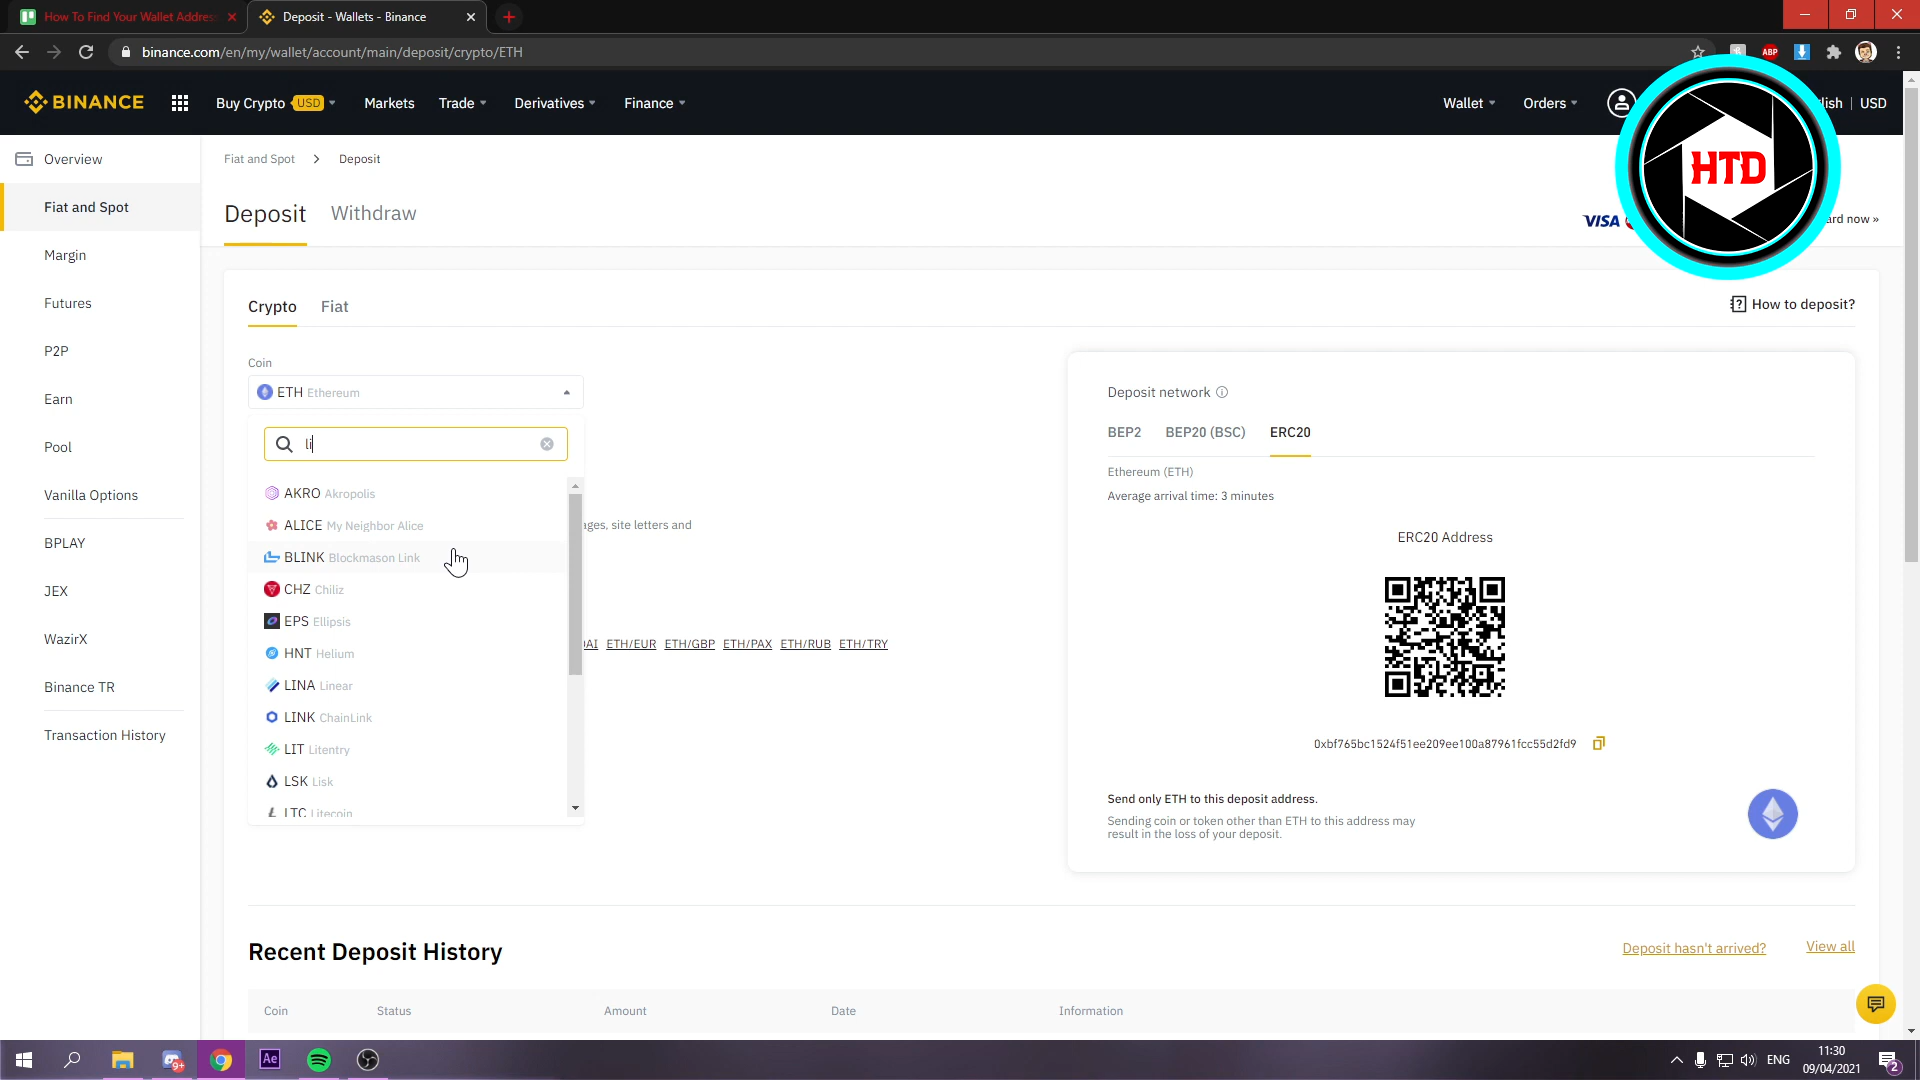 How To Find Your Wallet Address
Deposit - Wallets - Binance
binance.com/en/my/wallet/account/main/deposit/crypto/ETH
ABP
BINANCE
Buy Crypto USD
Markets
Trade
Derivatives
Finance
Wallet
Orders
lish | USD
HTD
Overview
Fiat and Spot
Margin
Futures
P2P
Earn
Pool
Vanilla Options
BPLAY
JEX
WazirX
Binance TR
Transaction History
Fiat and Spot > Deposit
Deposit Withdraw
VISA
ard now »
Crypto Fiat
How to deposit?
Coin
ETH Ethereum
li
AKRO Akropolis
ALICE My Neighbor Alice
BLINK Blockmason Link
CHZ Chiliz
EPS Ellipsis
HNT Helium
LINA Linear
LINK ChainLink
LIT Litentry
LSK Lisk
LTC Litecoin
ages, site letters and
AI ETH/EUR ETH/GBP ETH/PAX ETH/RUB ETH/TRY
Deposit network
BEP2 BEP20 (BSC) ERC20
Ethereum (ETH)
Average arrival time: 3 minutes
ERC20 Address
0xbf765bc1524f51ee209ee100a87961fcc55d2fd9
Send only ETH to this deposit address.
Sending coin or token other than ETH to this address may
result in the loss of your deposit.
Recent Deposit History
Deposit hasn't arrived?
View all
Coin Status Amount Date Information
9+
Ae
ENG
11:30
09/04/2021
2